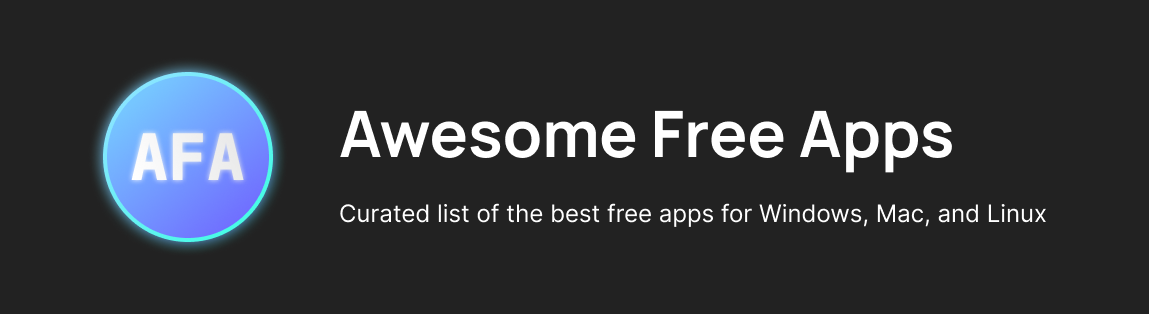 AFA
Awesome Free Apps
Curated list of the best free apps for Windows, Mac, and Linux